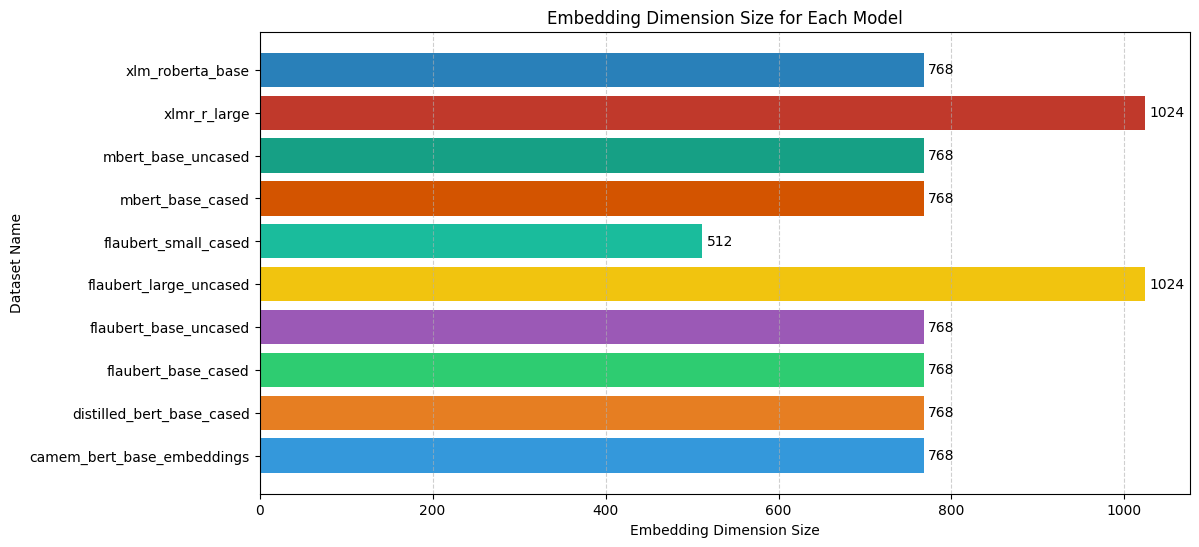 Embedding Dimension Size for Each Model
Dataset Name
xlm_roberta_base 768
xlmr_r_large 1024
mbert_base_uncased 768
mbert_base_cased 768
flaubert_small_cased 512
flaubert_large_uncased 1024
flaubert_base_uncased 768
flaubert_base_cased 768
distilled_bert_base_cased 768
camem_bert_base_embeddings 768
0 200 400 600 800 1000
Embedding Dimension Size